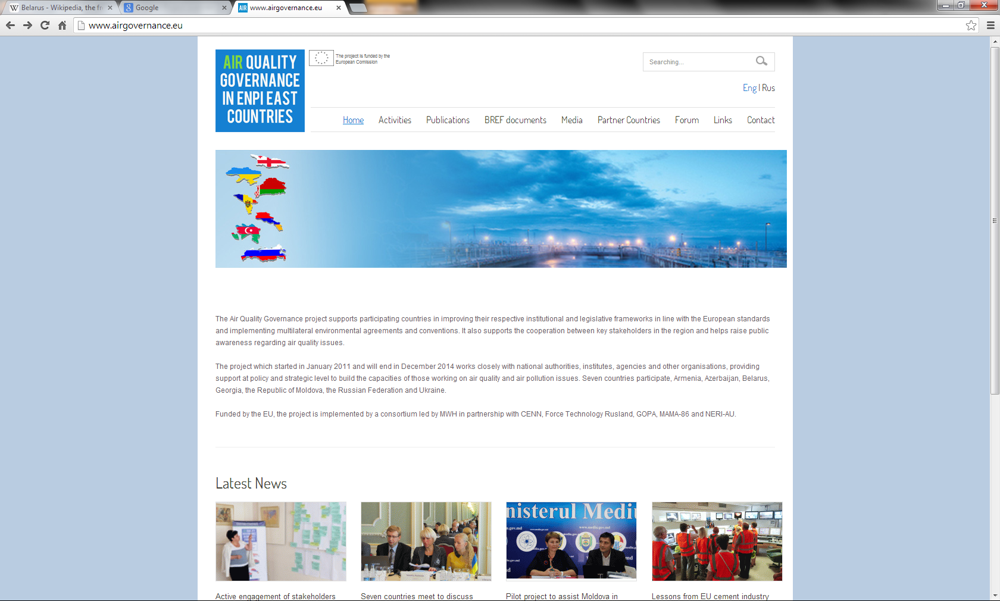 Belarus - Wikipedia, the fr
Google
www.airgovernance.eu
www.airgovernance.eu
AIR QUALITY
GOVERNANCE
IN ENPI EAST
COUNTRIES
The project is funded by the
European Comission
Searching...
Eng | Rus
Home Activities Publications BREF documents Media Partner Countries Forum Links Contact
The Air Quality Governance project supports participating countries in improving their respective institutional and legislative frameworks in line with the European standards
and implementing multilateral environmental agreements and conventions. It also supports the cooperation between key stakeholders in the region and helps raise public
awareness regarding air quality issues.
The project which started in January 2011 and will end in December 2014 works closely with national authorities, institutes, agencies and other organisations, providing
support at policy and strategic level to build the capacities of those working on air quality and air pollution issues. Seven countries participate, Armenia, Azerbaijan, Belarus,
Georgia, the Republic of Moldova, the Russian Federation and Ukraine.
Funded by the EU, the project is implemented by a consortium led by MWH in partnership with CENN, Force Technology Rusland, GOPA, MAMA-86 and NERI-AU.
Latest News
nisterul Mediu
www.mediu.gov.md
Active engagement of stakeholders
Seven countries meet to discuss
Pilot project to assist Moldova in
Lessons from EU cement industry